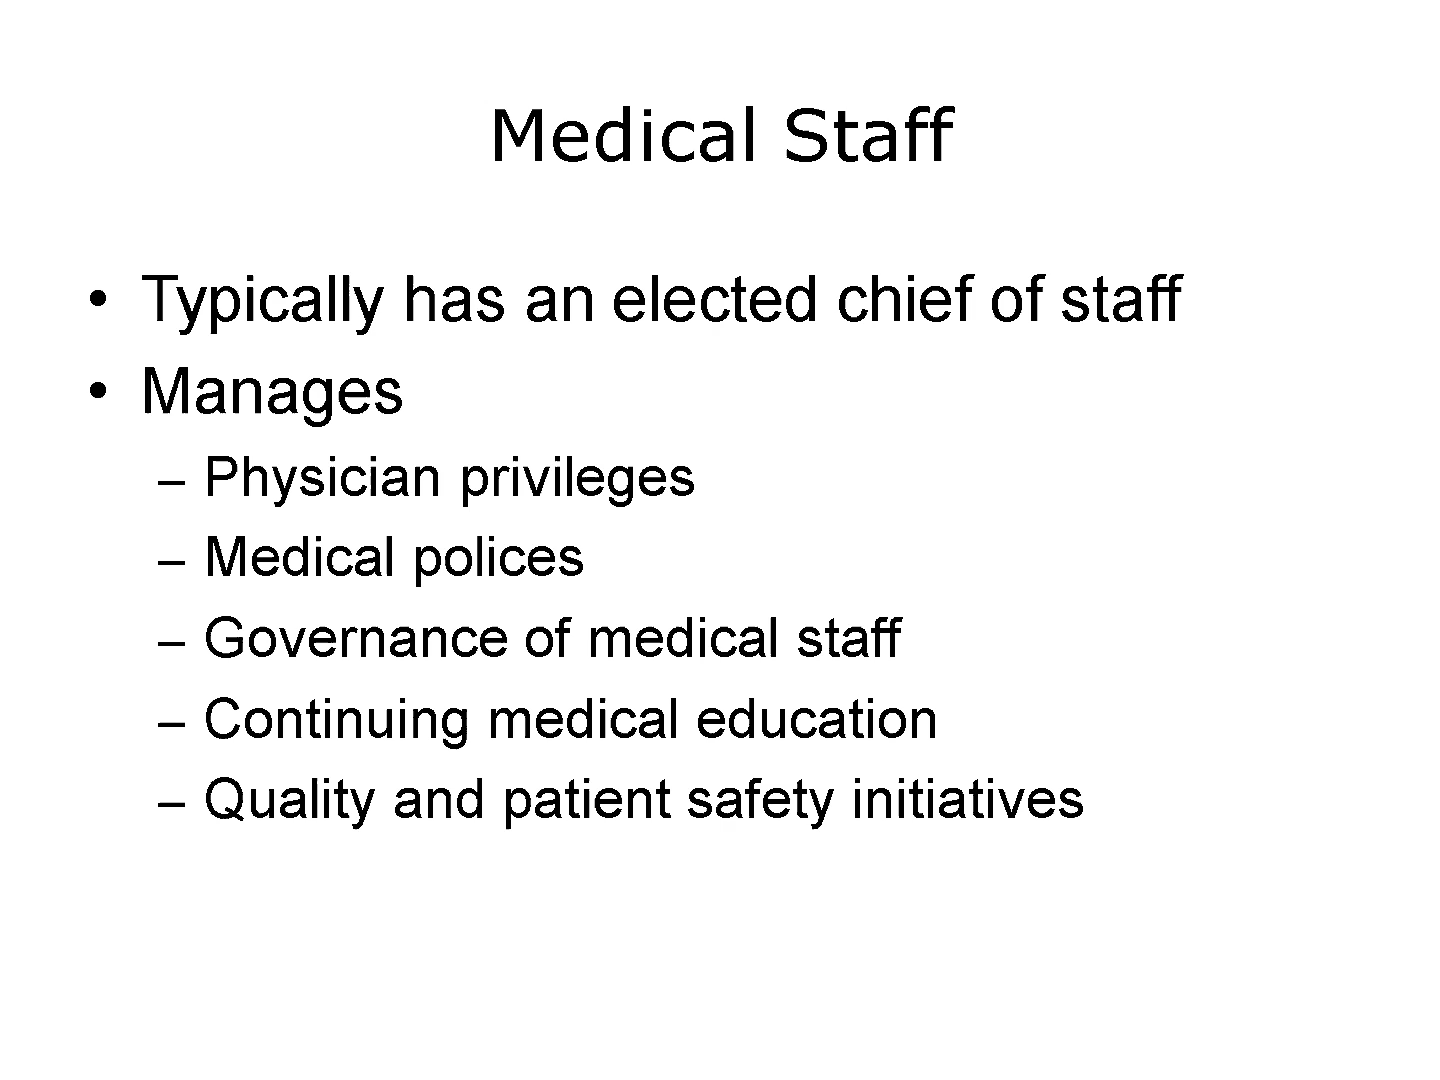 Medical Staff
• Typically has an elected chief of staff
• Manages
– Physician privileges
– Medical polices
– Governance of medical staff
– Continuing medical education
– Quality and patient safety initiatives